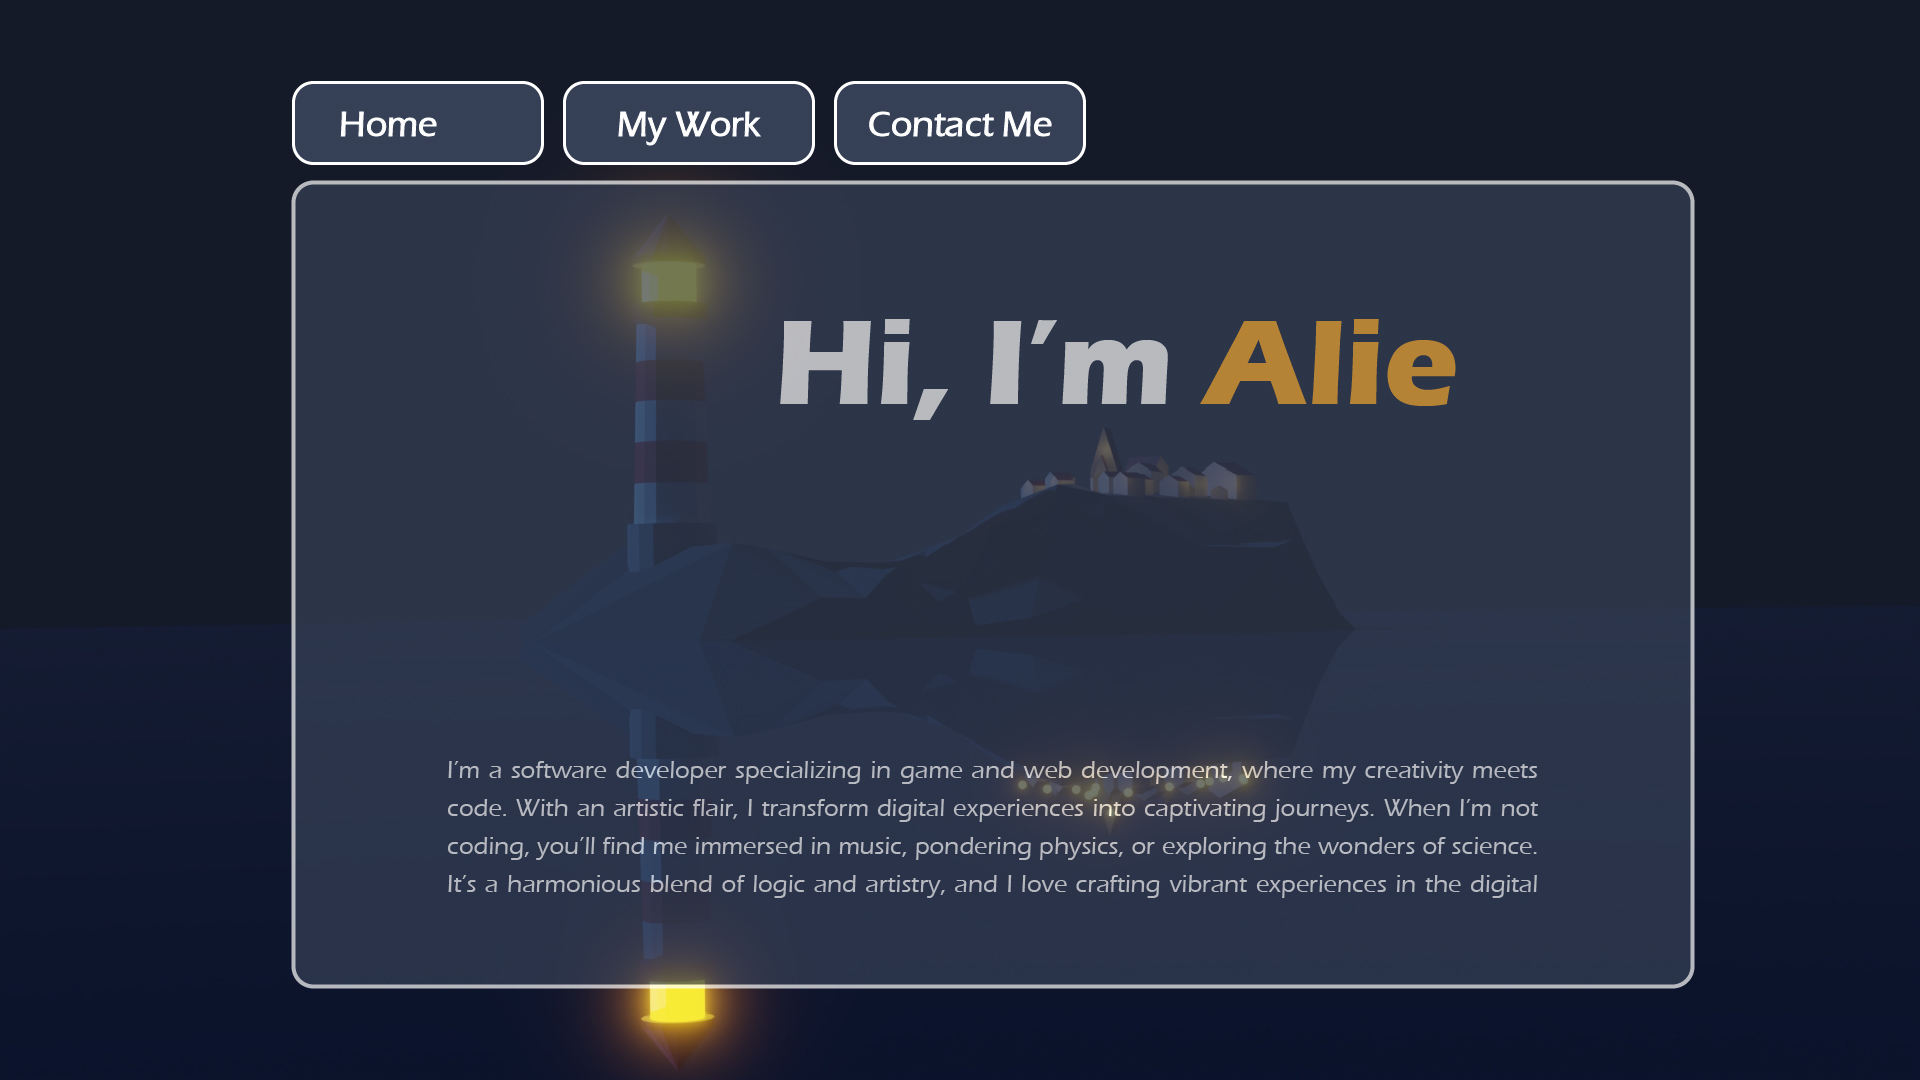 Home
My Work
Contact Me
Hi, I'm Alie
I'm a software developer specializing in game and web development, where my creativity meets
code. With an artistic flair, I transform digital experiences into captivating journeys. When I'm not
coding, you'll find me immersed in music, pondering physics, or exploring the wonders of science.
It's a harmonious blend of logic and artistry, and I love crafting vibrant experiences in the digital